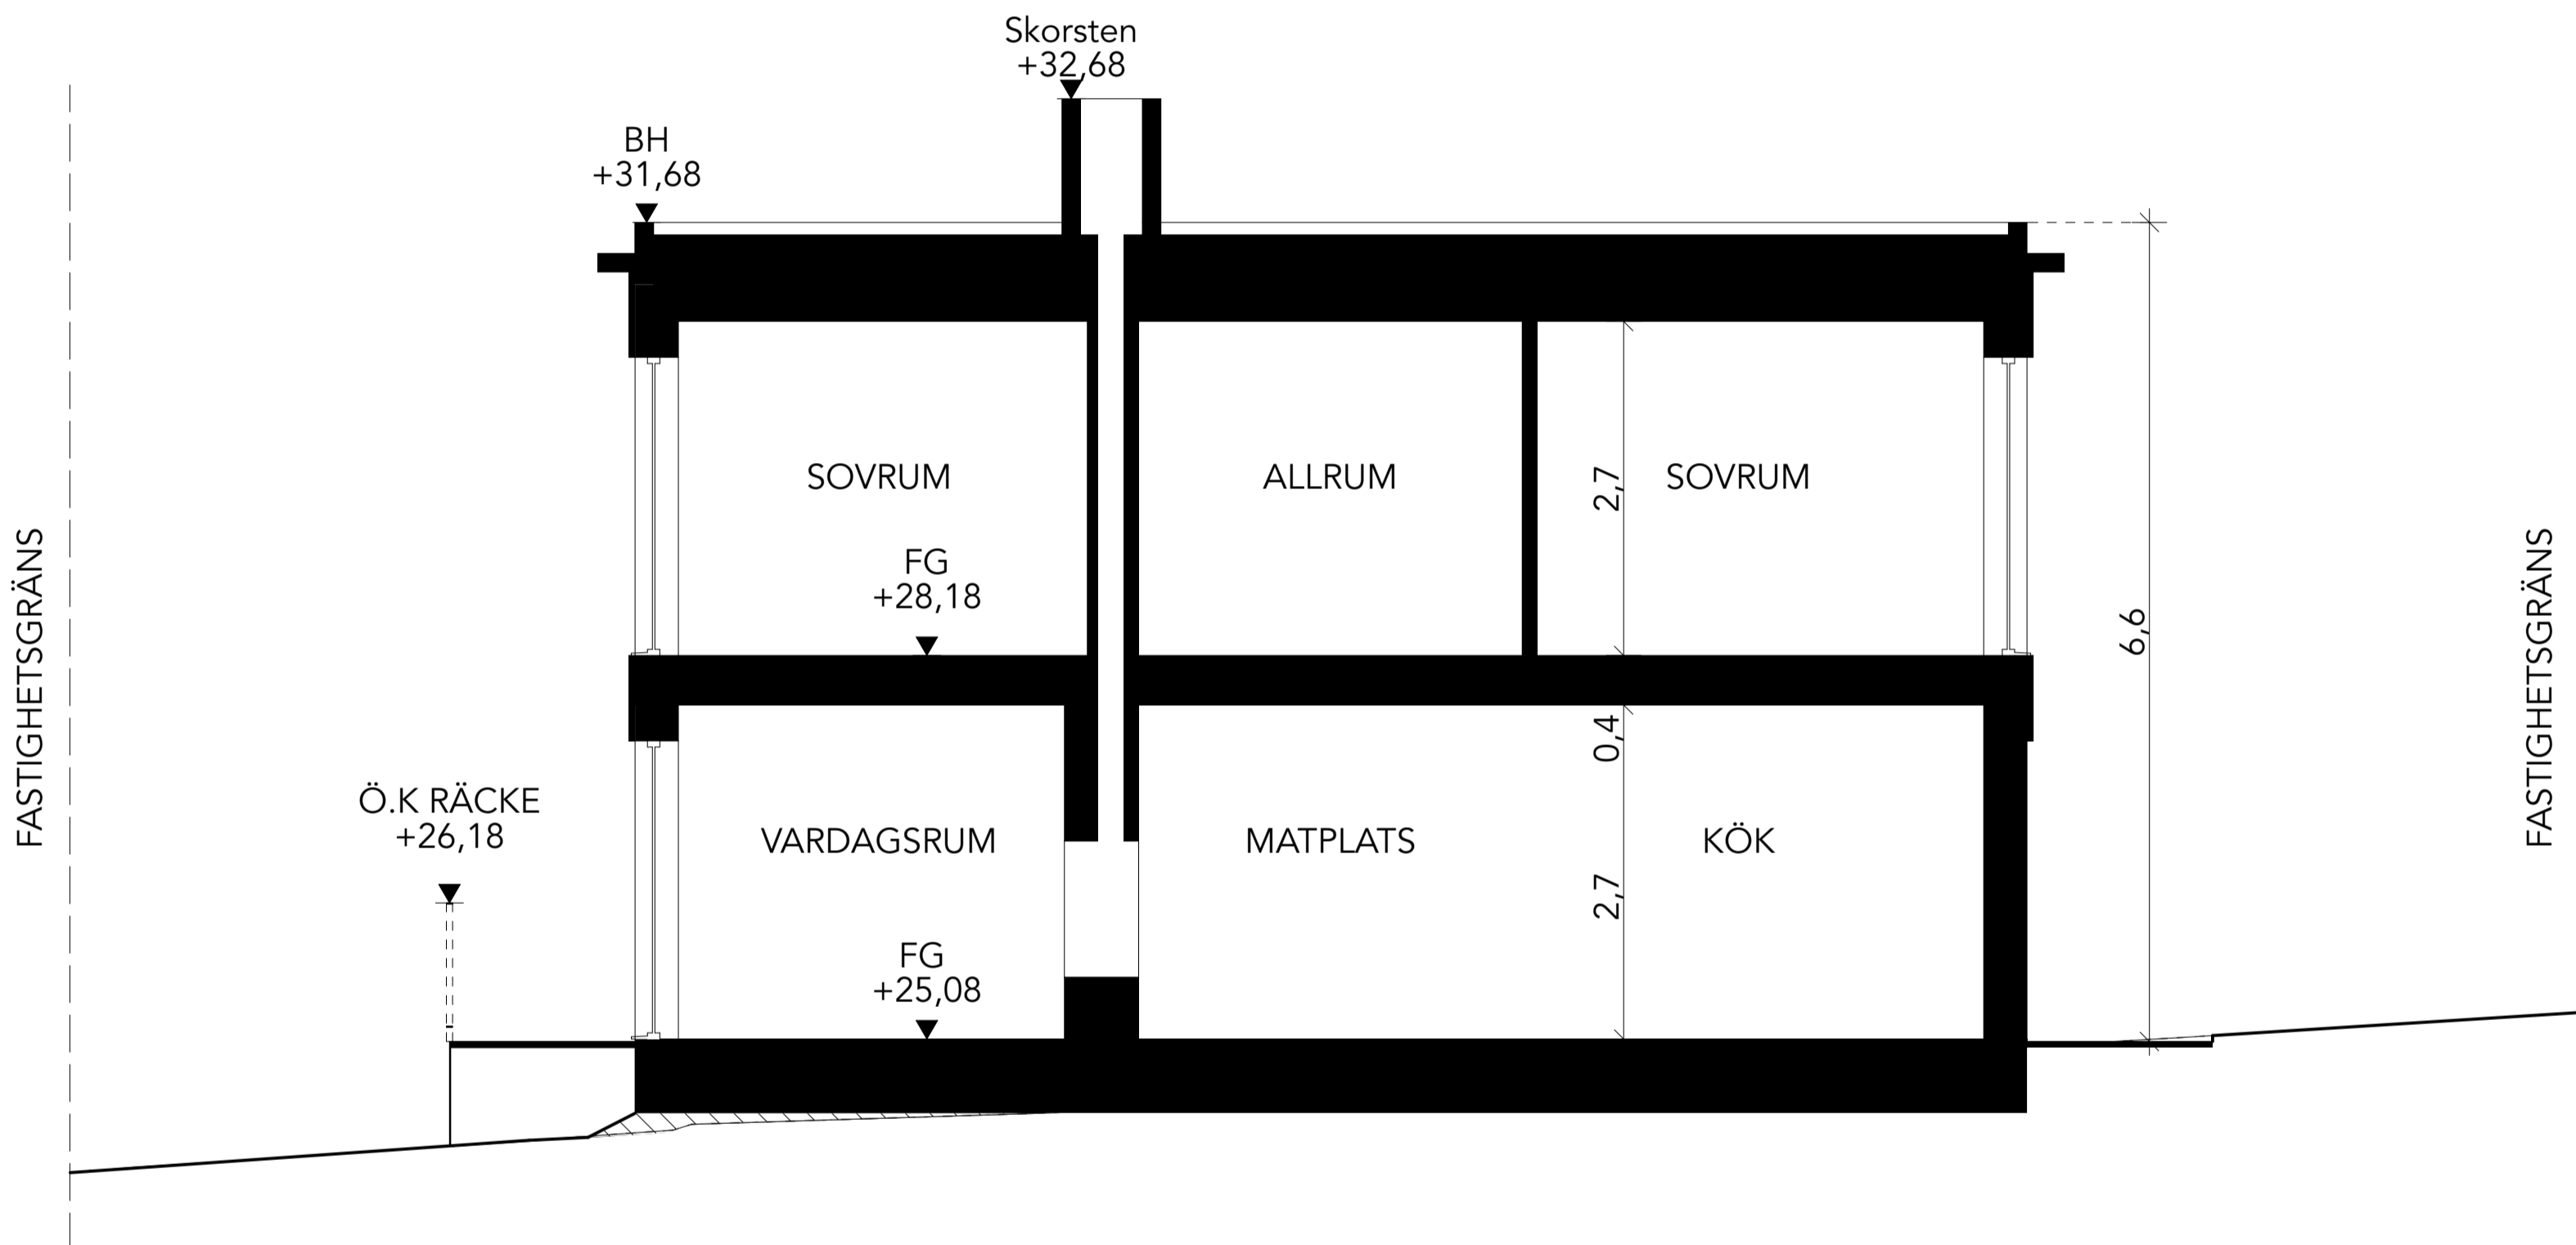 Skorsten
+32,68
BH
+31,68
SOVRUM
ALLRUM
SOVRUM
2,7
FG
+28,18
FASTIGHETSGRÄNS
FASTIGHETSGRÄNS
6,6
0,4
Ö.K RÄCKE
+26,18
VARDAGSRUM
MATPLATS
KÖK
2,7
FG
+25,08